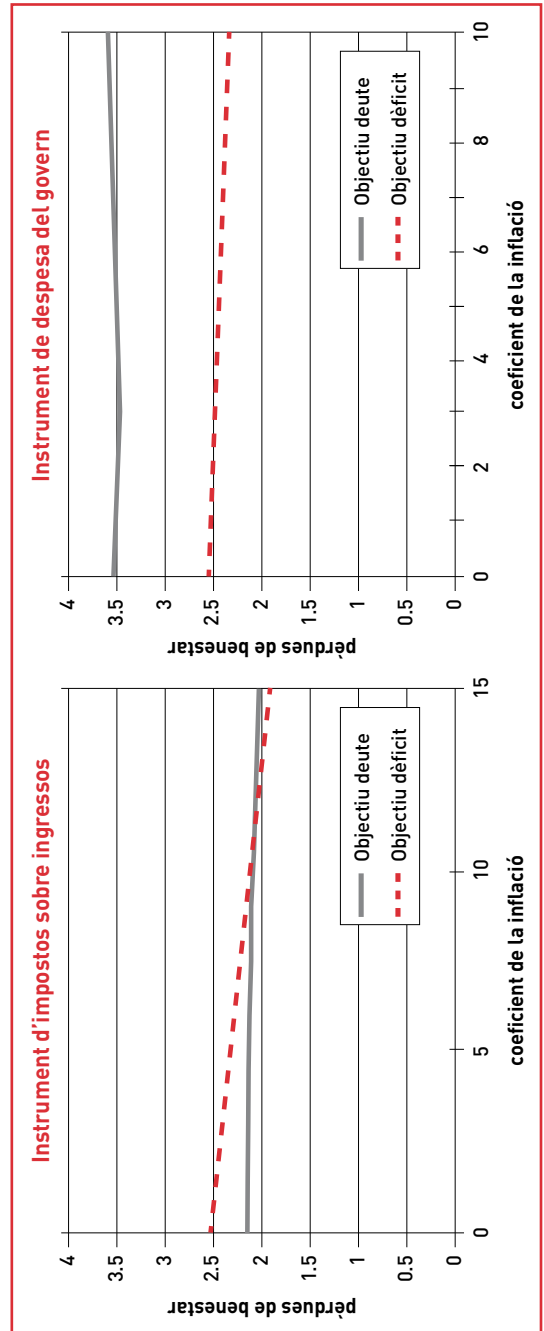 Instrument d'impostos sobre ingressos
pérdues de benestar
4
3.5
3
2.5
2
1.5
1
0.5
0
0
5
10
15
coeficient de la inflació
Objectiu deute
Objectiu dèficit
Instrument de despesa del govern
pérdues de benestar
4
3.5
3
2.5
2
1.5
1
0.5
0
0
2
4
6
8
10
coeficient de la inflació
Objectiu deute
Objectiu dèficit